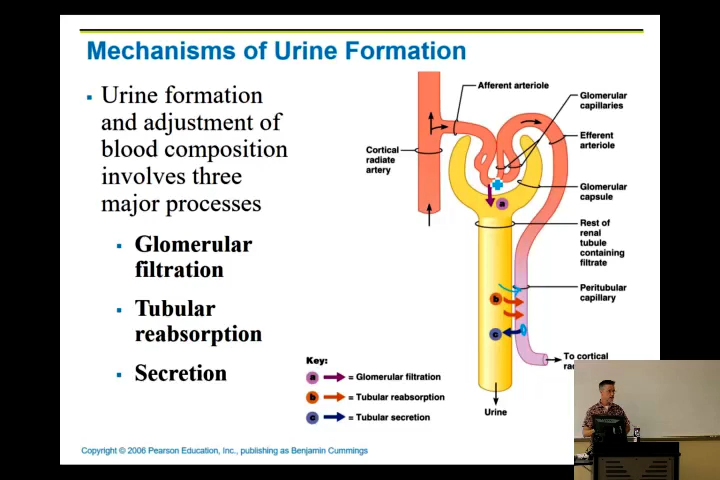 Mechanisms of Urine Formation
▪ Urine formation
and adjustment of
blood composition
involves three
major processes
▪ Glomerular
filtration
▪ Tubular
reabsorption
▪ Secretion
Afferent arteriole
Glomerular
capillaries
Efferent
arteriole
Cortical
radiate
artery
Glomerular
capsule
a
Rest of
renal
tubule
containing
filtrate
Peritubular
capillary
b
c
To cortical
Urine
Key:
a = Glomerular filtration
b = Tubular reabsorption
c = Tubular secretion
Copyright © 2006 Pearson Education, Inc., publishing as Benjamin Cummings